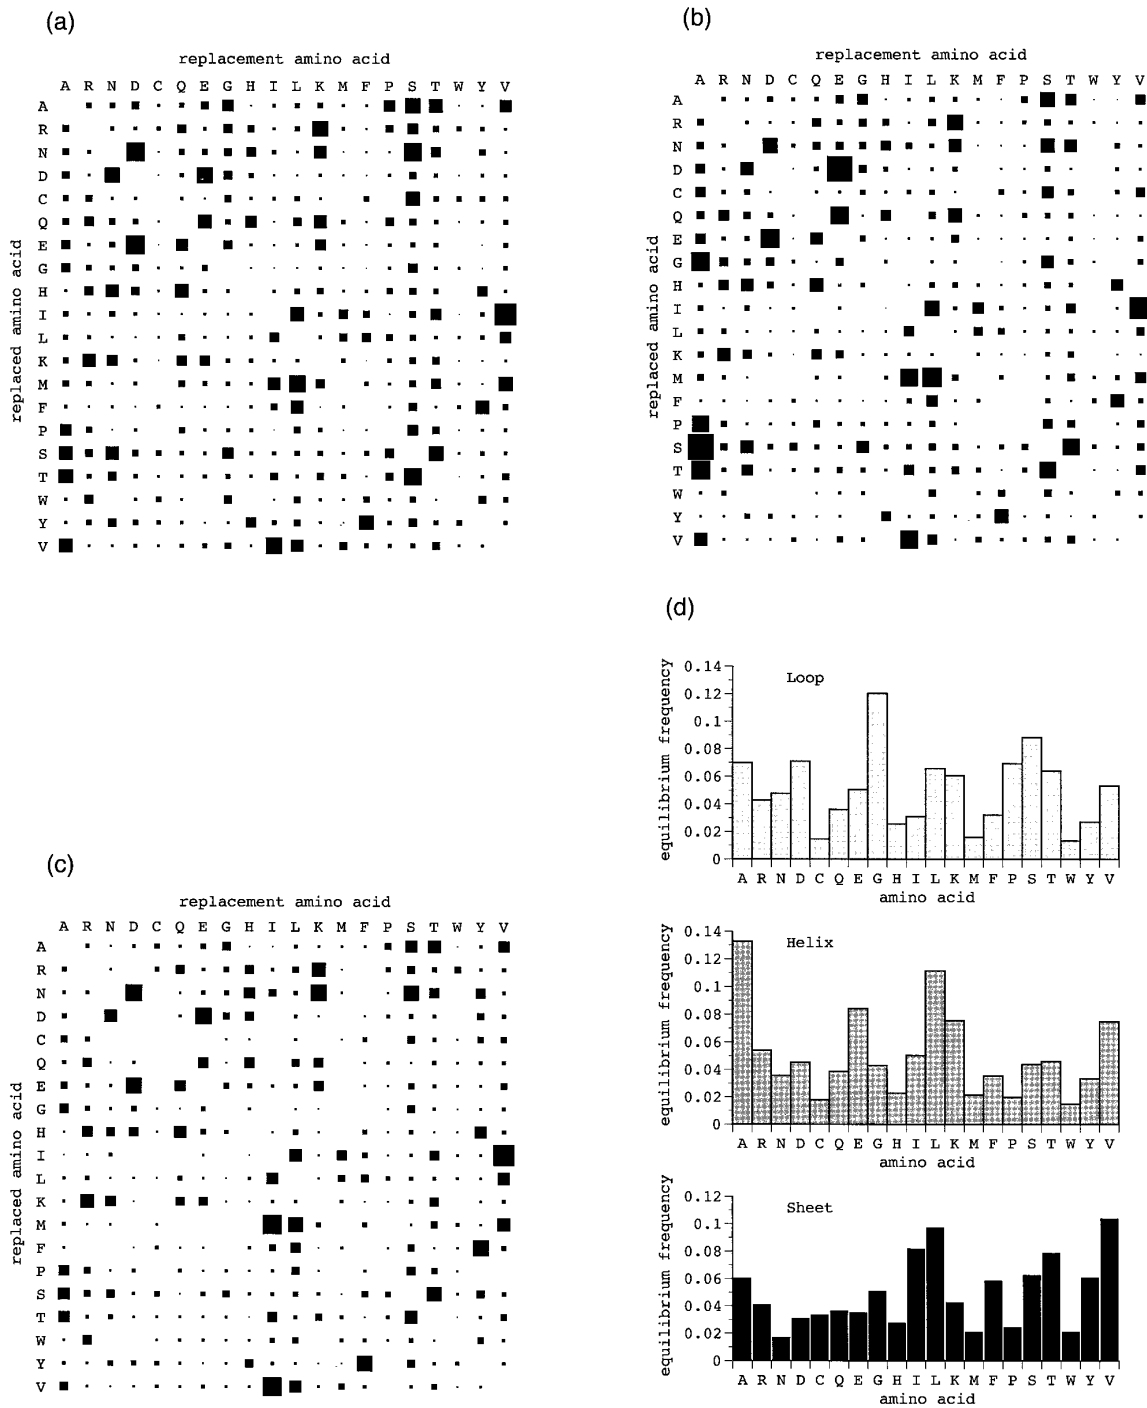 (a)
replacement amino acid
A R N D C Q E G H I L K M F P S T W Y V
replaced amino acid
A
R
N
D
C
Q
E
G
H
I
L
K
M
F
P
S
T
W
Y
V
(b)
replacement amino acid
A R N D C Q E G H I L K M F P S T W Y V
replaced amino acid
A
R
N
D
C
Q
E
G
H
I
L
K
M
F
P
S
T
W
Y
V
(c)
replacement amino acid
A R N D C Q E G H I L K M F P S T W Y V
replaced amino acid
A
R
N
D
C
Q
E
G
H
I
L
K
M
F
P
S
T
W
Y
V
(d)
equilibrium frequency
0.14
0.12
0.1
0.08
0.06
0.04
0.02
0
Loop
A R N D C Q E G H I L K M F P S T W Y V
amino acid
equilibrium frequency
0.14
0.12
0.1
0.08
0.06
0.04
0.02
0
Helix
A R N D C Q E G H I L K M F P S T W Y V
amino acid
equilibrium frequency
0.12
0.1
0.08
0.06
0.04
0.02
0
Sheet
A R N D C Q E G H I L K M F P S T W Y V
amino acid